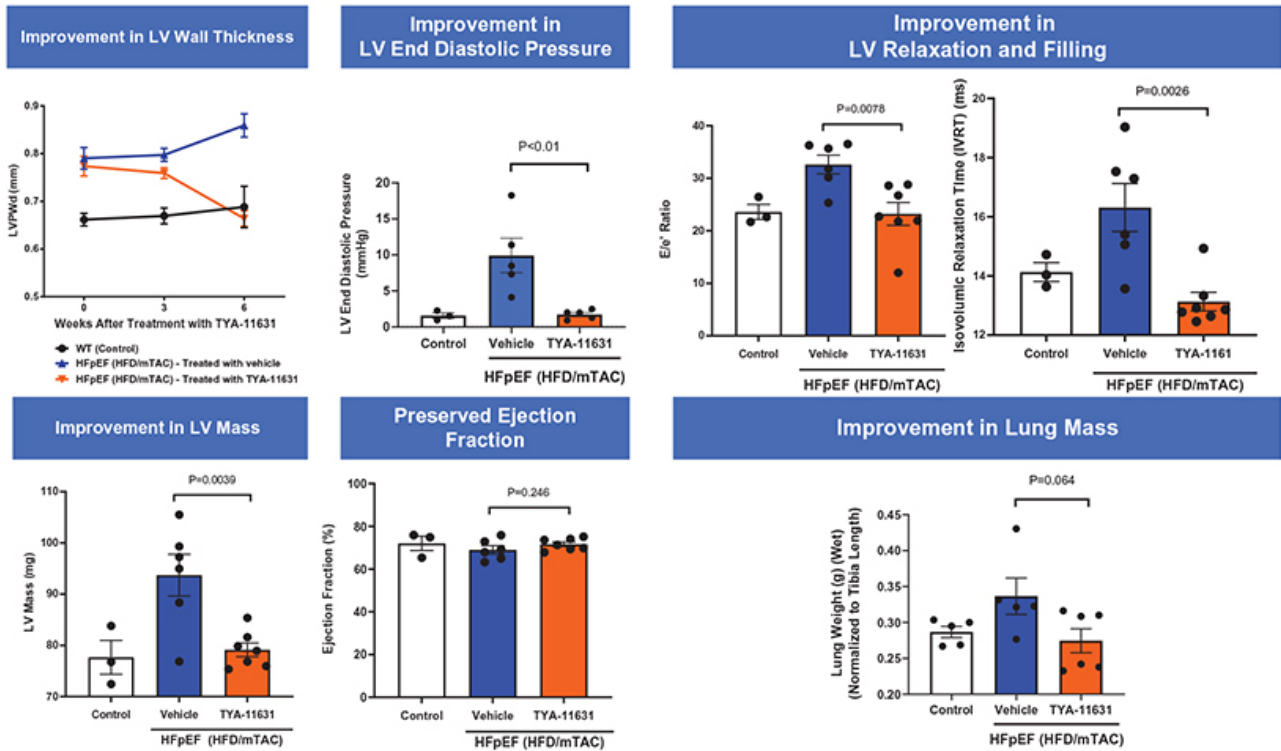 Improvement in LV Wall Thickness
0.9
0.8
0.7
0.6
0.5
LVPWd (mm)
0
3
6
Weeks After Treatment with TYA-11631
WT (Control)
HFpEF (HFD/mTAC) - Treated with vehicle
HFpEF (HFD/mTAC) - Treated with TYA-11631
Improvement in
LV End Diastolic Pressure
P<0.01
20
15
10
5
0
LV End Diastolic Pressure
(mmHg)
Control
Vehicle
TYA-11631
HFpEF (HFD/mTAC)
Improvement in
LV Relaxation and Filling
P=0.0078
40
30
20
10
0
E/e' Ratio
Control
Vehicle
TYA-11631
HFpEF (HFD/mTAC)
P=0.0026
20
18
16
14
12
Isovolumic Relaxation Time (IVRT) (ms)
Control
Vehicle
TYA-1161
HFpEF (HFD/mTAC)
Improvement in LV Mass
P=0.0039
110
100
90
80
70
LV Mass (mg)
Control
Vehicle
TYA-11631
HFpEF (HFD/mTAC)
Preserved Ejection
Fraction
P=0.246
100
80
60
40
20
0
Ejection Fraction (%)
Control
Vehicle
TYA-11631
HFpEF (HFD/mTAC)
Improvement in Lung Mass
P=0.064
0.45
0.40
0.35
0.30
0.25
0.20
Lung Weight (g) (Wet)
(Normalized to Tibia Length)
Control
Vehicle
TYA-11631
HFpEF (HFD/mTAC)